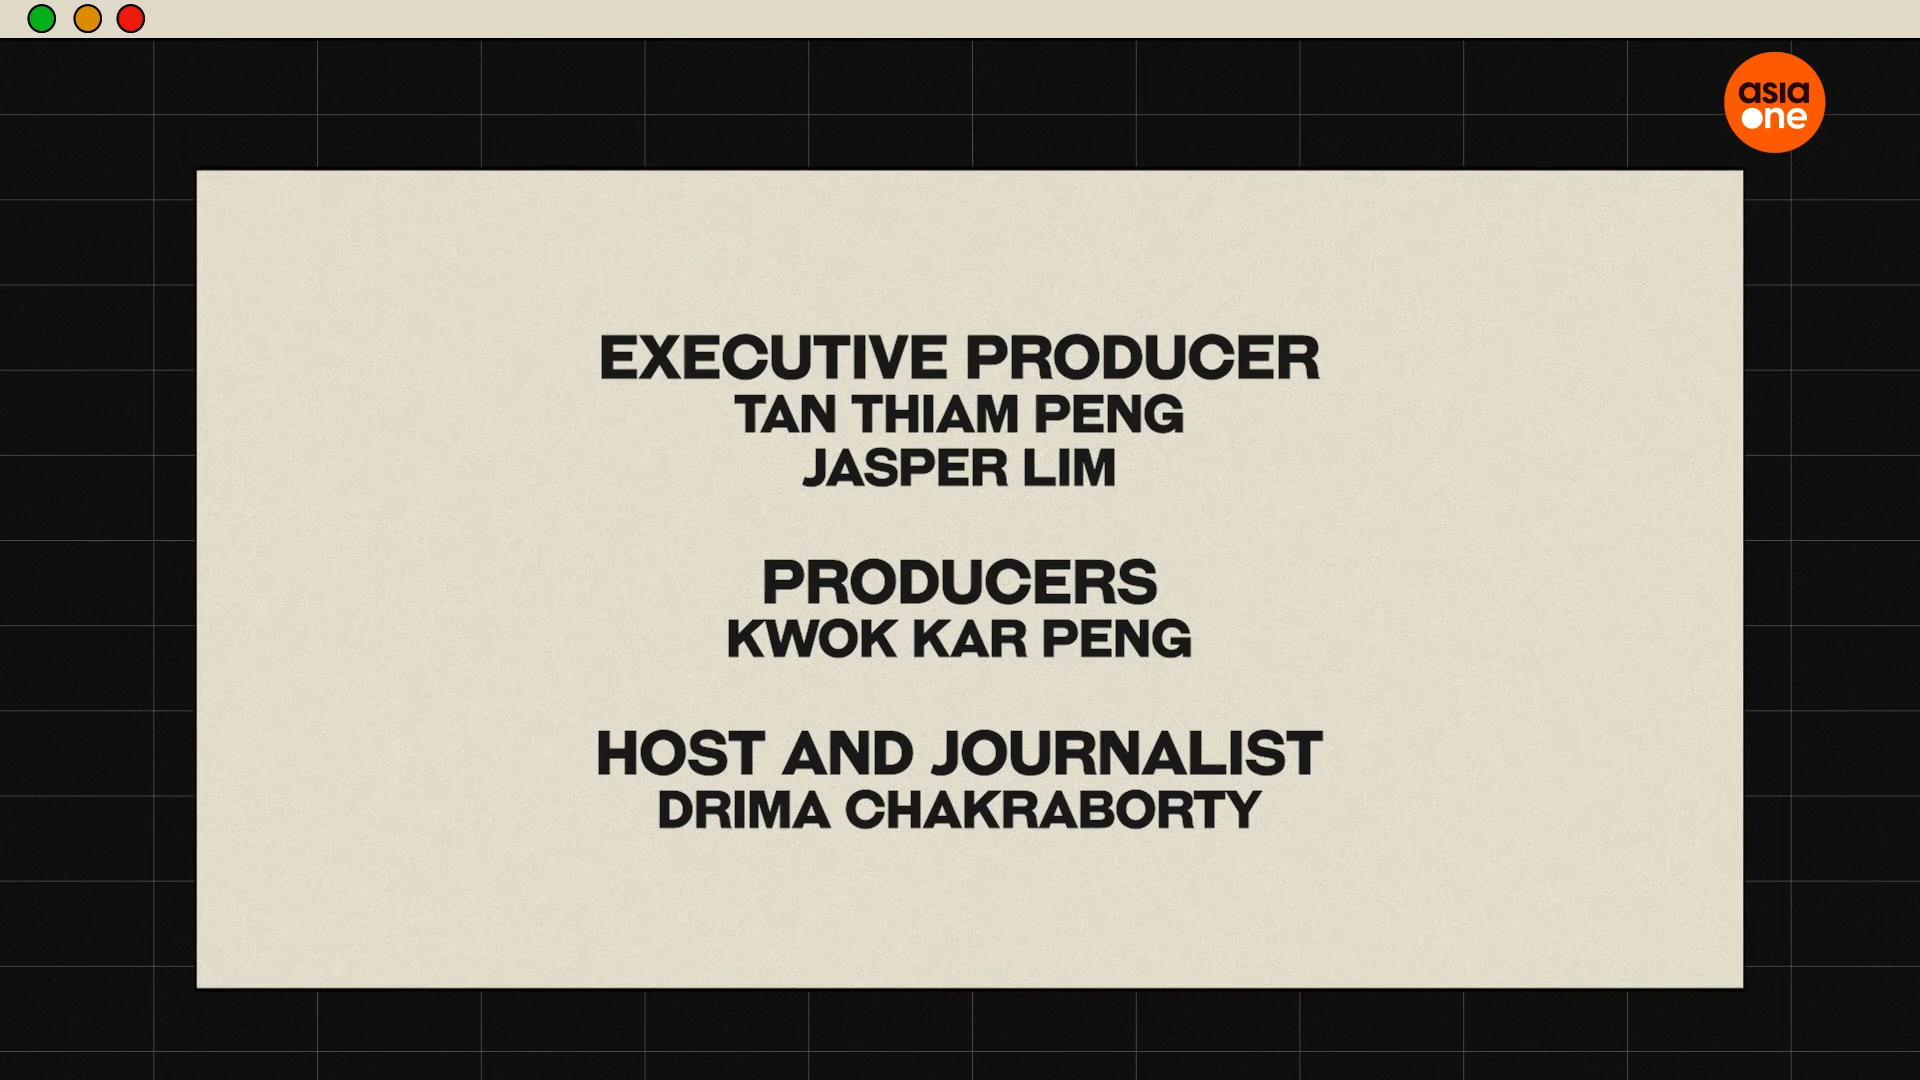 asia
one
EXECUTIVE PRODUCER
TAN THIAM PENG
JASPER LIM
PRODUCERS
KWOK KAR PENG
HOST AND JOURNALIST
DRIMA CHAKRABORTY